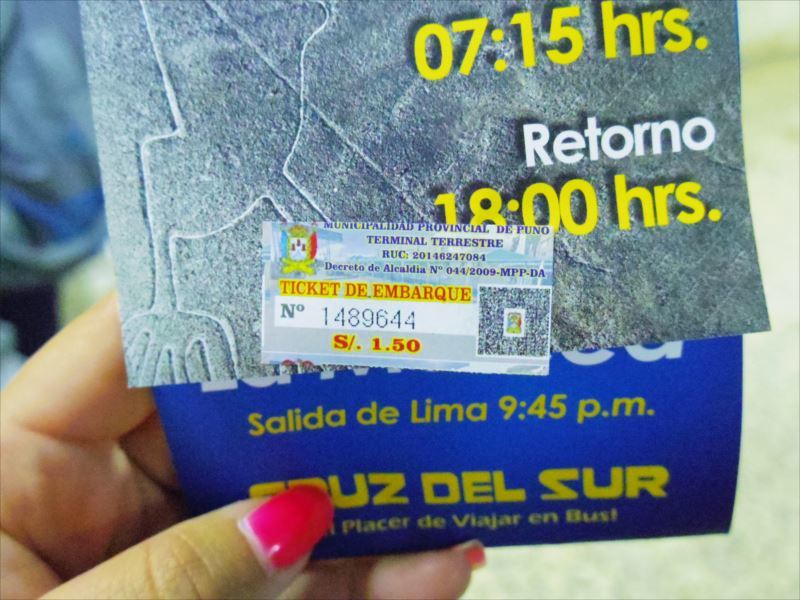 07:15 hrs.
Retorno
18:00 hrs.
MUNICIPALIDAD PROVINCIAL DE PUNO
TERMINAL TERRESTRE
RUC: 20146247084
Decreto de Alcaldia Nº 044/2009-MPP-DA
TICKET DE EMBARQUE
Nº 1489644
S/. 1.50
Salida de Lima 9:45 p.m.
CRUZ DEL SUR
Placer de Viajar en Bus!